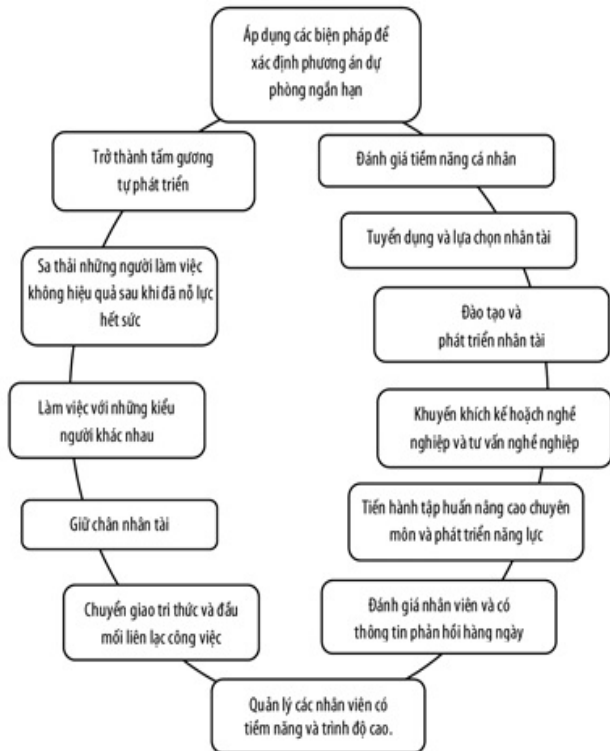 Áp dụng các biện pháp để
xác định phương án dự
phòng ngắn hạn
Đánh giá tiềm năng cá nhân
Tuyển dụng và lựa chọn nhân tài
Đào tạo và
phát triển nhân tài
Khuyến khích kế hoạch nghề
nghiệp và tư vấn nghề nghiệp
Tiến hành tập huấn nâng cao chuyên
môn và phát triển năng lực
Đánh giá nhân viên và có
thông tin phản hồi hàng ngày
Quản lý các nhân viên có
tiềm năng và trình độ cao.
Chuyển giao tri thức và đầu
mối liên lạc công việc
Giữ chân nhân tài
Làm việc với những kiểu
người khác nhau
Sa thải những người làm việc
không hiệu quả sau khi đã nỗ lực
hết sức
Trở thành tấm gương
tự phát triển